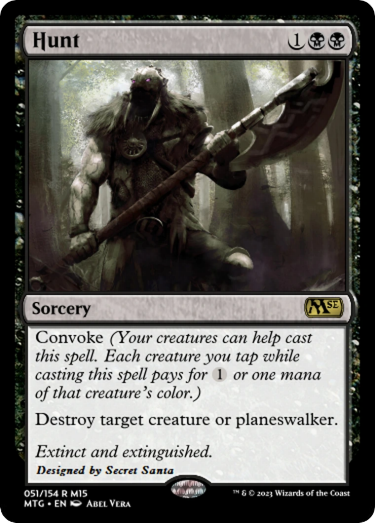 Hunt 1
Sorcery MSE
Convoke (Your creatures can help cast
this spell. Each creature you tap while
casting this spell pays for 1 or one mana
of that creature's color.)
Destroy target creature or planeswalker.
Extinct and extinguished.
Designed by Secret Santa
051/154 R M15 ™ & © 2023 Wizards of the Coast
MTG • EN Abel Vera